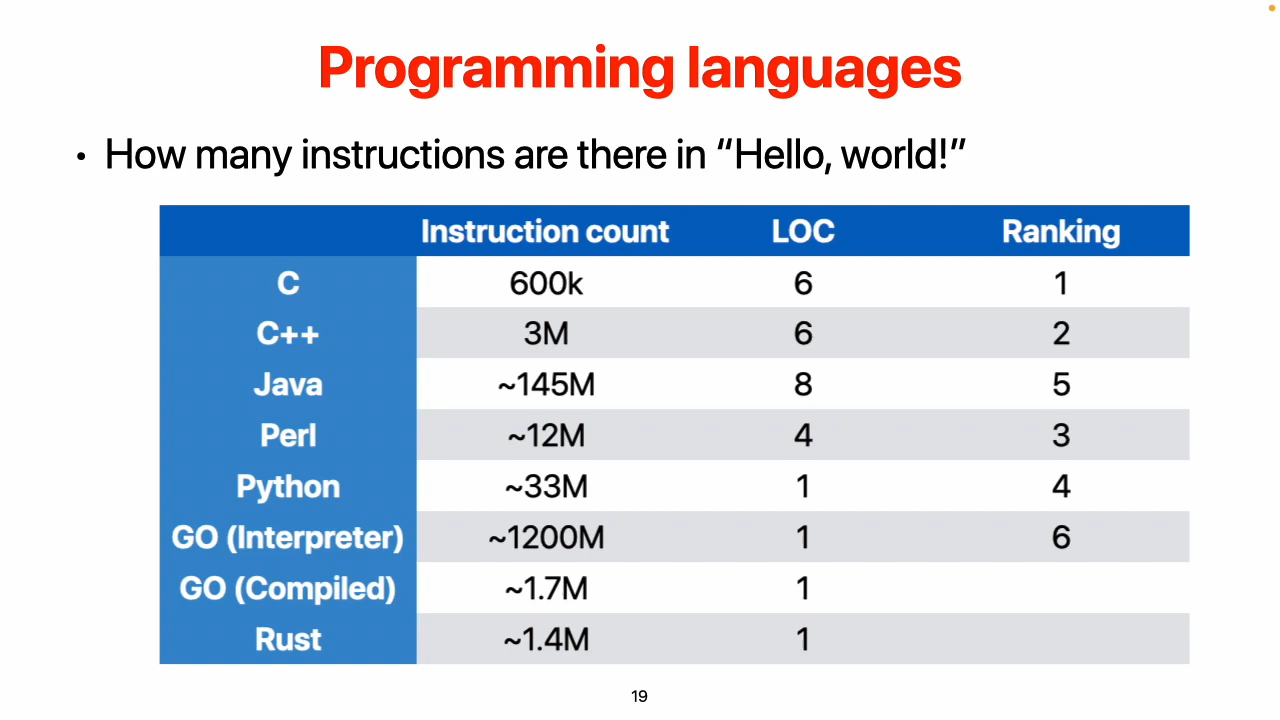 Programming languages
• How many instructions are there in “Hello, world!”
Instruction count LOC Ranking
C 600k 6 1
C++ 3M 6 2
Java ~145M 8 5
Perl ~12M 4 3
Python ~33M 1 4
GO (Interpreter) ~1200M 1 6
GO (Compiled) ~1.7M 1
Rust ~1.4M 1
19